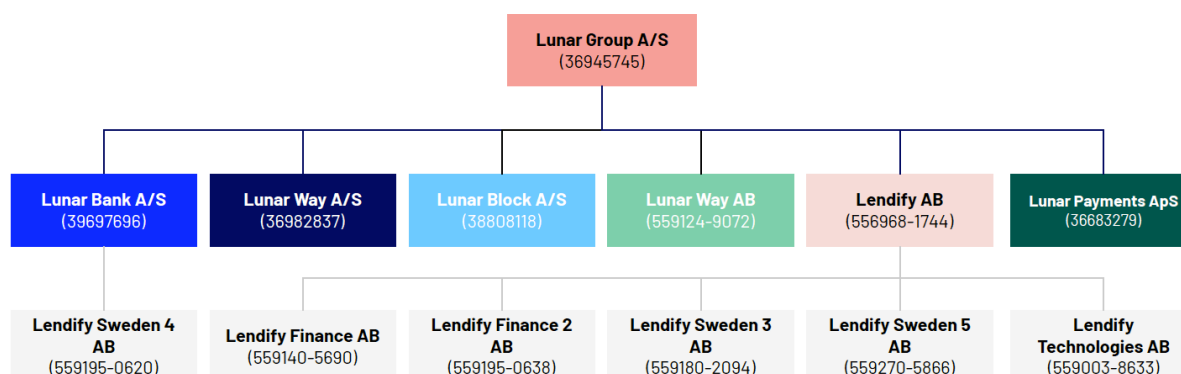 Lunar Group A/S
(36945745)
Lunar Bank A/S
(39697696)
Lunar Way A/S
(36982837)
Lunar Block A/S
(38808118)
Lunar Way AB
(559124-9072)
Lendify AB
(556968-1744)
Lunar Payments ApS
(36683279)
Lendify Sweden 4
AB
(559195-0620)
Lendify Finance AB
(559140-5690)
Lendify Finance 2
AB
(559195-0638)
Lendify Sweden 3
AB
(559180-2094)
Lendify Sweden 5
AB
(559270-5866)
Lendify
Technologies AB
(559003-8633)